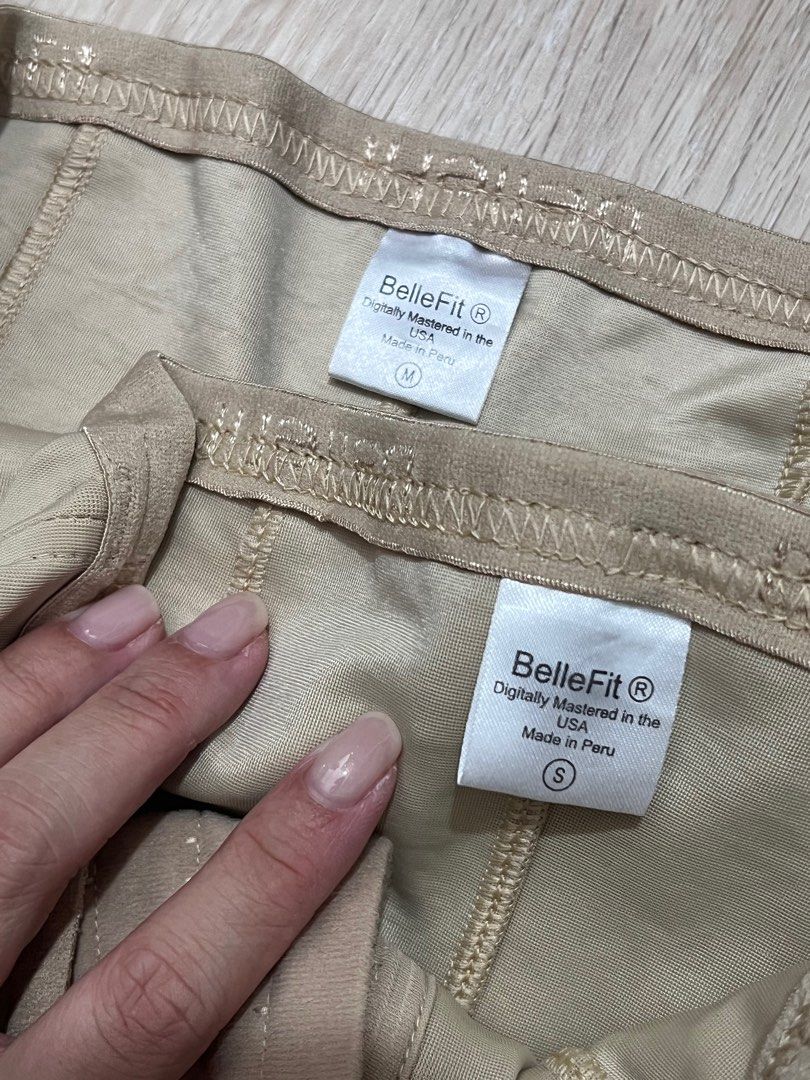 BelleFit ®
Digitally Mastered in the
USA
Made in Peru
M
BelleFit ®
Digitally Mastered in the
USA
Made in Peru
S